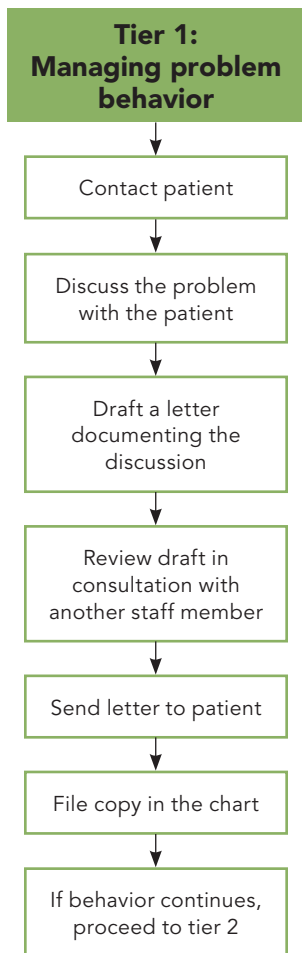 Tier 1:
Managing problem
behavior
Contact patient
Discuss the problem
with the patient
Draft a letter
documenting the
discussion
Review draft in
consultation with
another staff member
Send letter to patient
File copy in the chart
If behavior continues,
proceed to tier 2